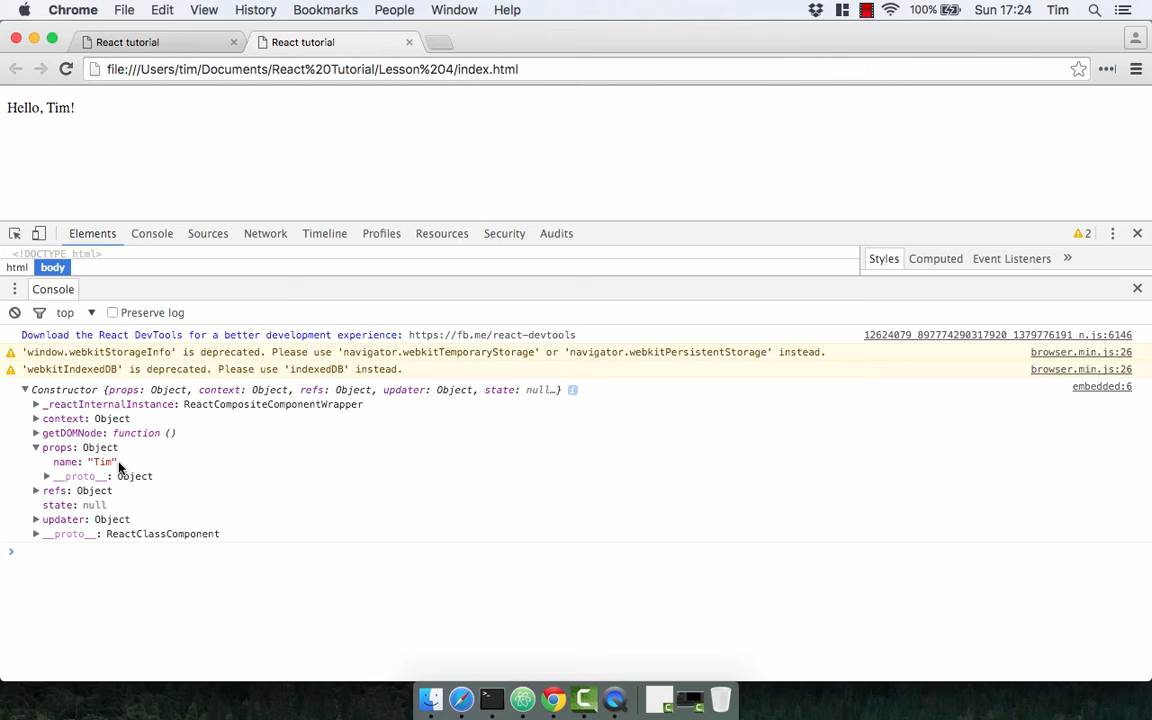 Chrome File Edit View History Bookmarks People Window Help 100% Sun 17:24 Tim
React tutorial React tutorial
file:///Users/tim/Documents/React%20Tutorial/Lesson%204/index.html
Hello, Tim!
Elements Console Sources Network Timeline Profiles Resources Security Audits 2
<!DOCTYPE html>
html body
Styles Computed Event Listeners »
Console
top Preserve log
Download the React DevTools for a better development experience: https://fb.me/react-devtools 12624079_897774290317920_1379776191_n.js:6146
'window.webkitStorageInfo' is deprecated. Please use 'navigator.webkitTemporaryStorage' or 'navigator.webkitPersistentStorage' instead. browser.min.js:26
'webkitIndexedDB' is deprecated. Please use 'indexedDB' instead. browser.min.js:26
Constructor {props: Object, context: Object, refs: Object, updater: Object, state: null…} embedded:6
_reactInternalInstance: ReactCompositeComponentWrapper
context: Object
getDOMNode: function ()
props: Object
name: "Tim"
__proto__: Object
refs: Object
state: null
updater: Object
__proto__: ReactClassComponent